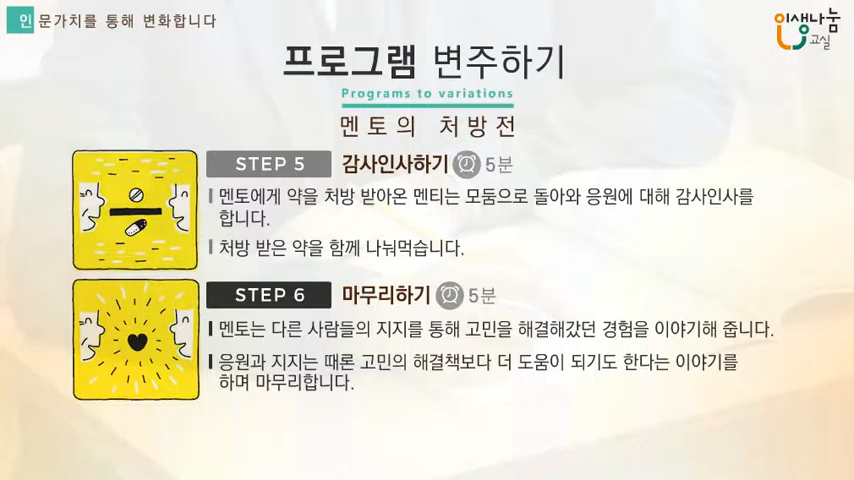 인문가치를 통해 변화합니다
인생나눔
교실
프로그램 변주하기
Programs to variations
멘토의 처방전
STEP 5 감사인사하기 5분
멘토에게 약을 처방 받아온 멘티는 모둠으로 돌아와 응원에 대해 감사인사를
합니다.
처방 받은 약을 함께 나눠먹습니다.
STEP 6 마무리하기 5분
멘토는 다른 사람들의 지지를 통해 고민을 해결해갔던 경험을 이야기해 줍니다.
응원과 지지는 때론 고민의 해결책보다 더 도움이 되기도 한다는 이야기를
하며 마무리합니다.